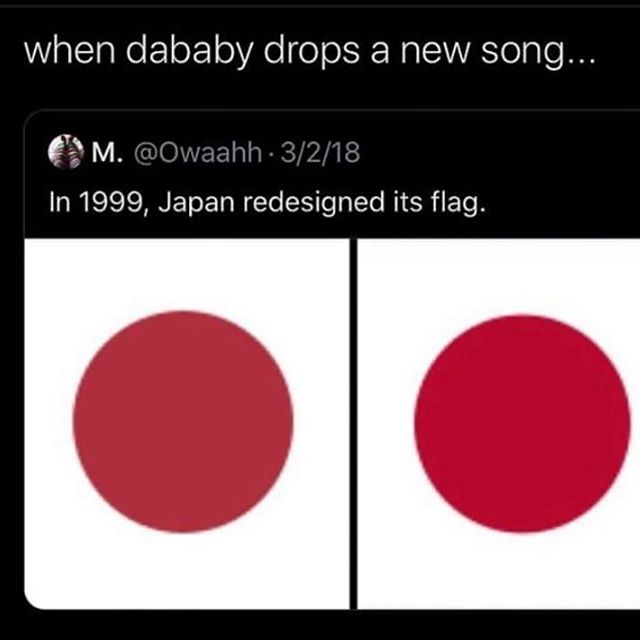 when dababy drops a new song...
M. @Owaahh · 3/2/18
In 1999, Japan redesigned its flag.